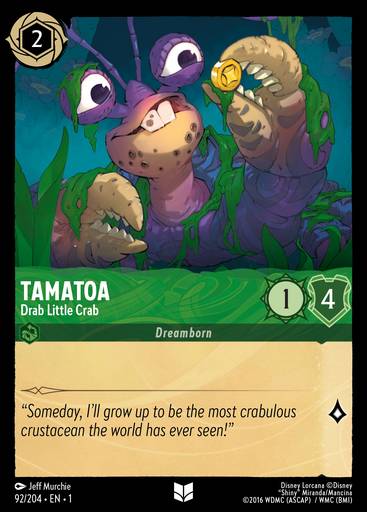 2
TAMATOA
Drab Little Crab
1
4
Dreamborn
“Someday, I’ll grow up to be the most crabulous
crustacean the world has ever seen!”
Jeff Murchie
92/204 • EN • 1
Disney Lorcana ©Disney
"Shiny" Miranda/Mancina
©2016 WDMC (ASCAP) / WMC (BMI)